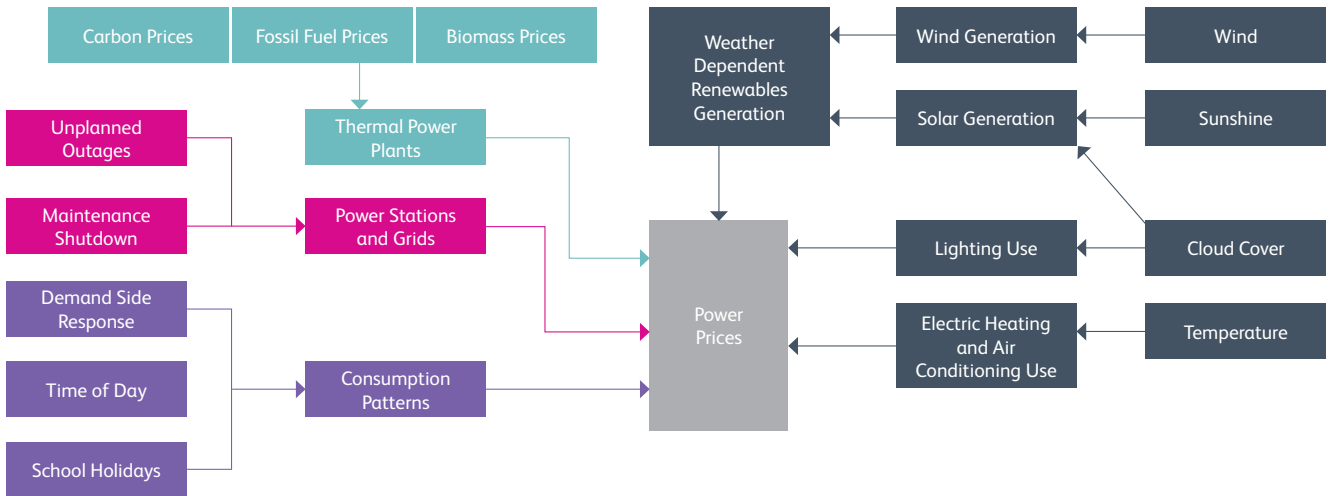 Carbon Prices
Fossil Fuel Prices
Biomass Prices
Weather
Dependent
Renewables
Generation
Wind Generation
Wind
Unplanned
Outages
Thermal Power
Plants
Solar Generation
Sunshine
Maintenance
Shutdown
Power Stations
and Grids
Lighting Use
Cloud Cover
Demand Side
Response
Power
Prices
Electric Heating
and Air
Conditioning Use
Temperature
Time of Day
Consumption
Patterns
School Holidays